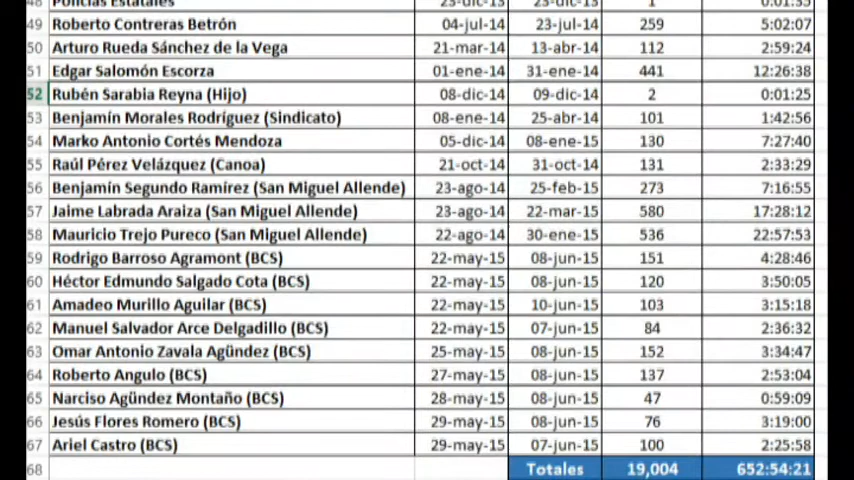 48 Policías Estatales 23-dic-13 25-dic-13 1 0:01:35
49 Roberto Contreras Betrón 04-jul-14 23-jul-14 259 5:02:07
50 Arturo Rueda Sánchez de la Vega 21-mar-14 13-abr-14 112 2:59:24
51 Edgar Salomón Escorza 01-ene-14 31-ene-14 441 12:26:38
52 Rubén Sarabia Reyna (Hijo) 08-dic-14 09-dic-14 2 0:01:25
53 Benjamín Morales Rodríguez (Sindicato) 08-ene-14 25-abr-14 101 1:42:56
54 Marko Antonio Cortés Mendoza 05-dic-14 08-ene-15 130 7:27:40
55 Raúl Pérez Velázquez (Canoa) 21-oct-14 31-oct-14 131 2:33:29
56 Benjamín Segundo Ramírez (San Miguel Allende) 23-ago-14 25-feb-15 273 7:16:55
57 Jaime Labrada Araiza (San Miguel Allende) 23-ago-14 22-mar-15 580 17:28:12
58 Mauricio Trejo Pureco (San Miguel Allende) 22-ago-14 30-ene-15 536 22:57:53
59 Rodrigo Barroso Agramont (BCS) 22-may-15 08-jun-15 151 4:28:46
60 Héctor Edmundo Salgado Cota (BCS) 22-may-15 08-jun-15 120 3:50:05
61 Amadeo Murillo Aguilar (BCS) 22-may-15 10-jun-15 103 3:15:18
62 Manuel Salvador Arce Delgadillo (BCS) 22-may-15 07-jun-15 84 2:36:32
63 Omar Antonio Zavala Agúndez (BCS) 25-may-15 08-jun-15 152 3:34:47
64 Roberto Angulo (BCS) 27-may-15 08-jun-15 137 2:53:04
65 Narciso Agúndez Montaño (BCS) 28-may-15 08-jun-15 47 0:59:09
66 Jesús Flores Romero (BCS) 29-may-15 08-jun-15 76 3:19:00
67 Ariel Castro (BCS) 29-may-15 07-jun-15 100 2:25:58
68 Totales 19,004 652:54:21